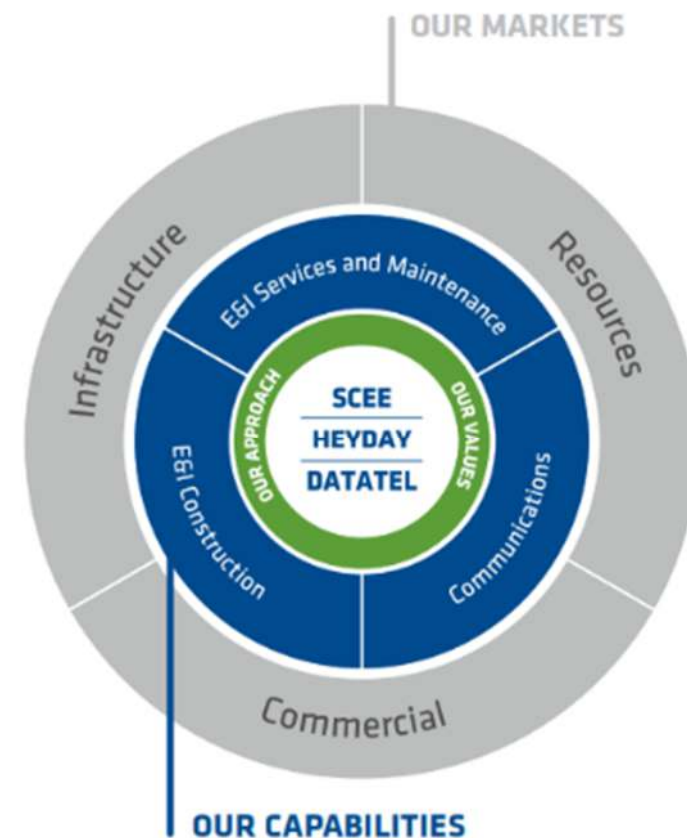 OUR MARKETS
Infrastructure
Resources
E&I Services and Maintenance
OUR APPROACH
OUR VALUES
SCEE
HEYDAY
DATATEL
E&I Construction
Communications
Commercial
OUR CAPABILITIES